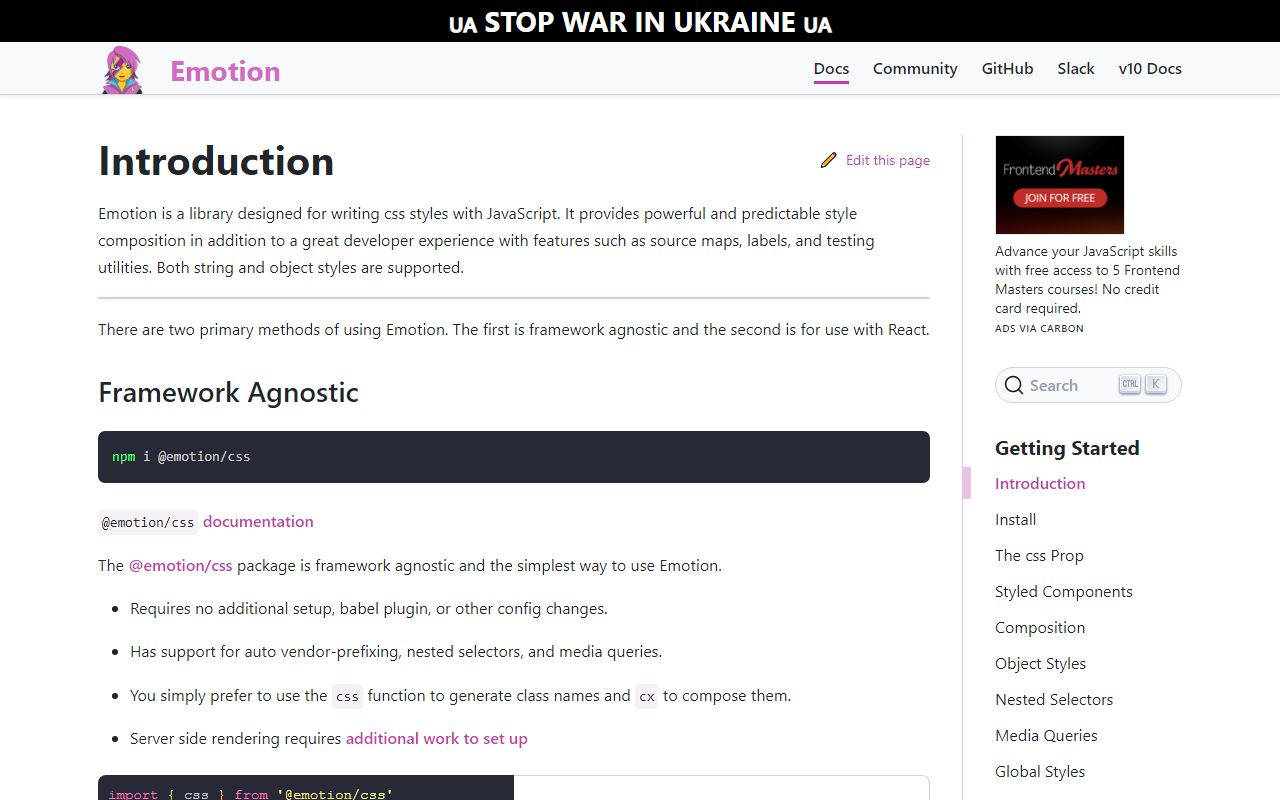 UA STOP WAR IN UKRAINE UA
Emotion
Docs Community GitHub Slack v10 Docs
Introduction
Edit this page
Emotion is a library designed for writing css styles with JavaScript. It provides powerful and predictable style
composition in addition to a great developer experience with features such as source maps, labels, and testing
utilities. Both string and object styles are supported.
There are two primary methods of using Emotion. The first is framework agnostic and the second is for use with React.
Framework Agnostic
npm i @emotion/css
@emotion/css documentation
The @emotion/css package is framework agnostic and the simplest way to use Emotion.
Requires no additional setup, babel plugin, or other config changes.
Has support for auto vendor-prefixing, nested selectors, and media queries.
You simply prefer to use the css function to generate class names and cx to compose them.
Server side rendering requires additional work to set up
import { css } from '@emotion/css'
Frontend Masters
JOIN FOR FREE
Advance your JavaScript skills
with free access to 5 Frontend
Masters courses! No credit
card required.
ADS VIA CARBON
Search CTRL K
Getting Started
Introduction
Install
The css Prop
Styled Components
Composition
Object Styles
Nested Selectors
Media Queries
Global Styles